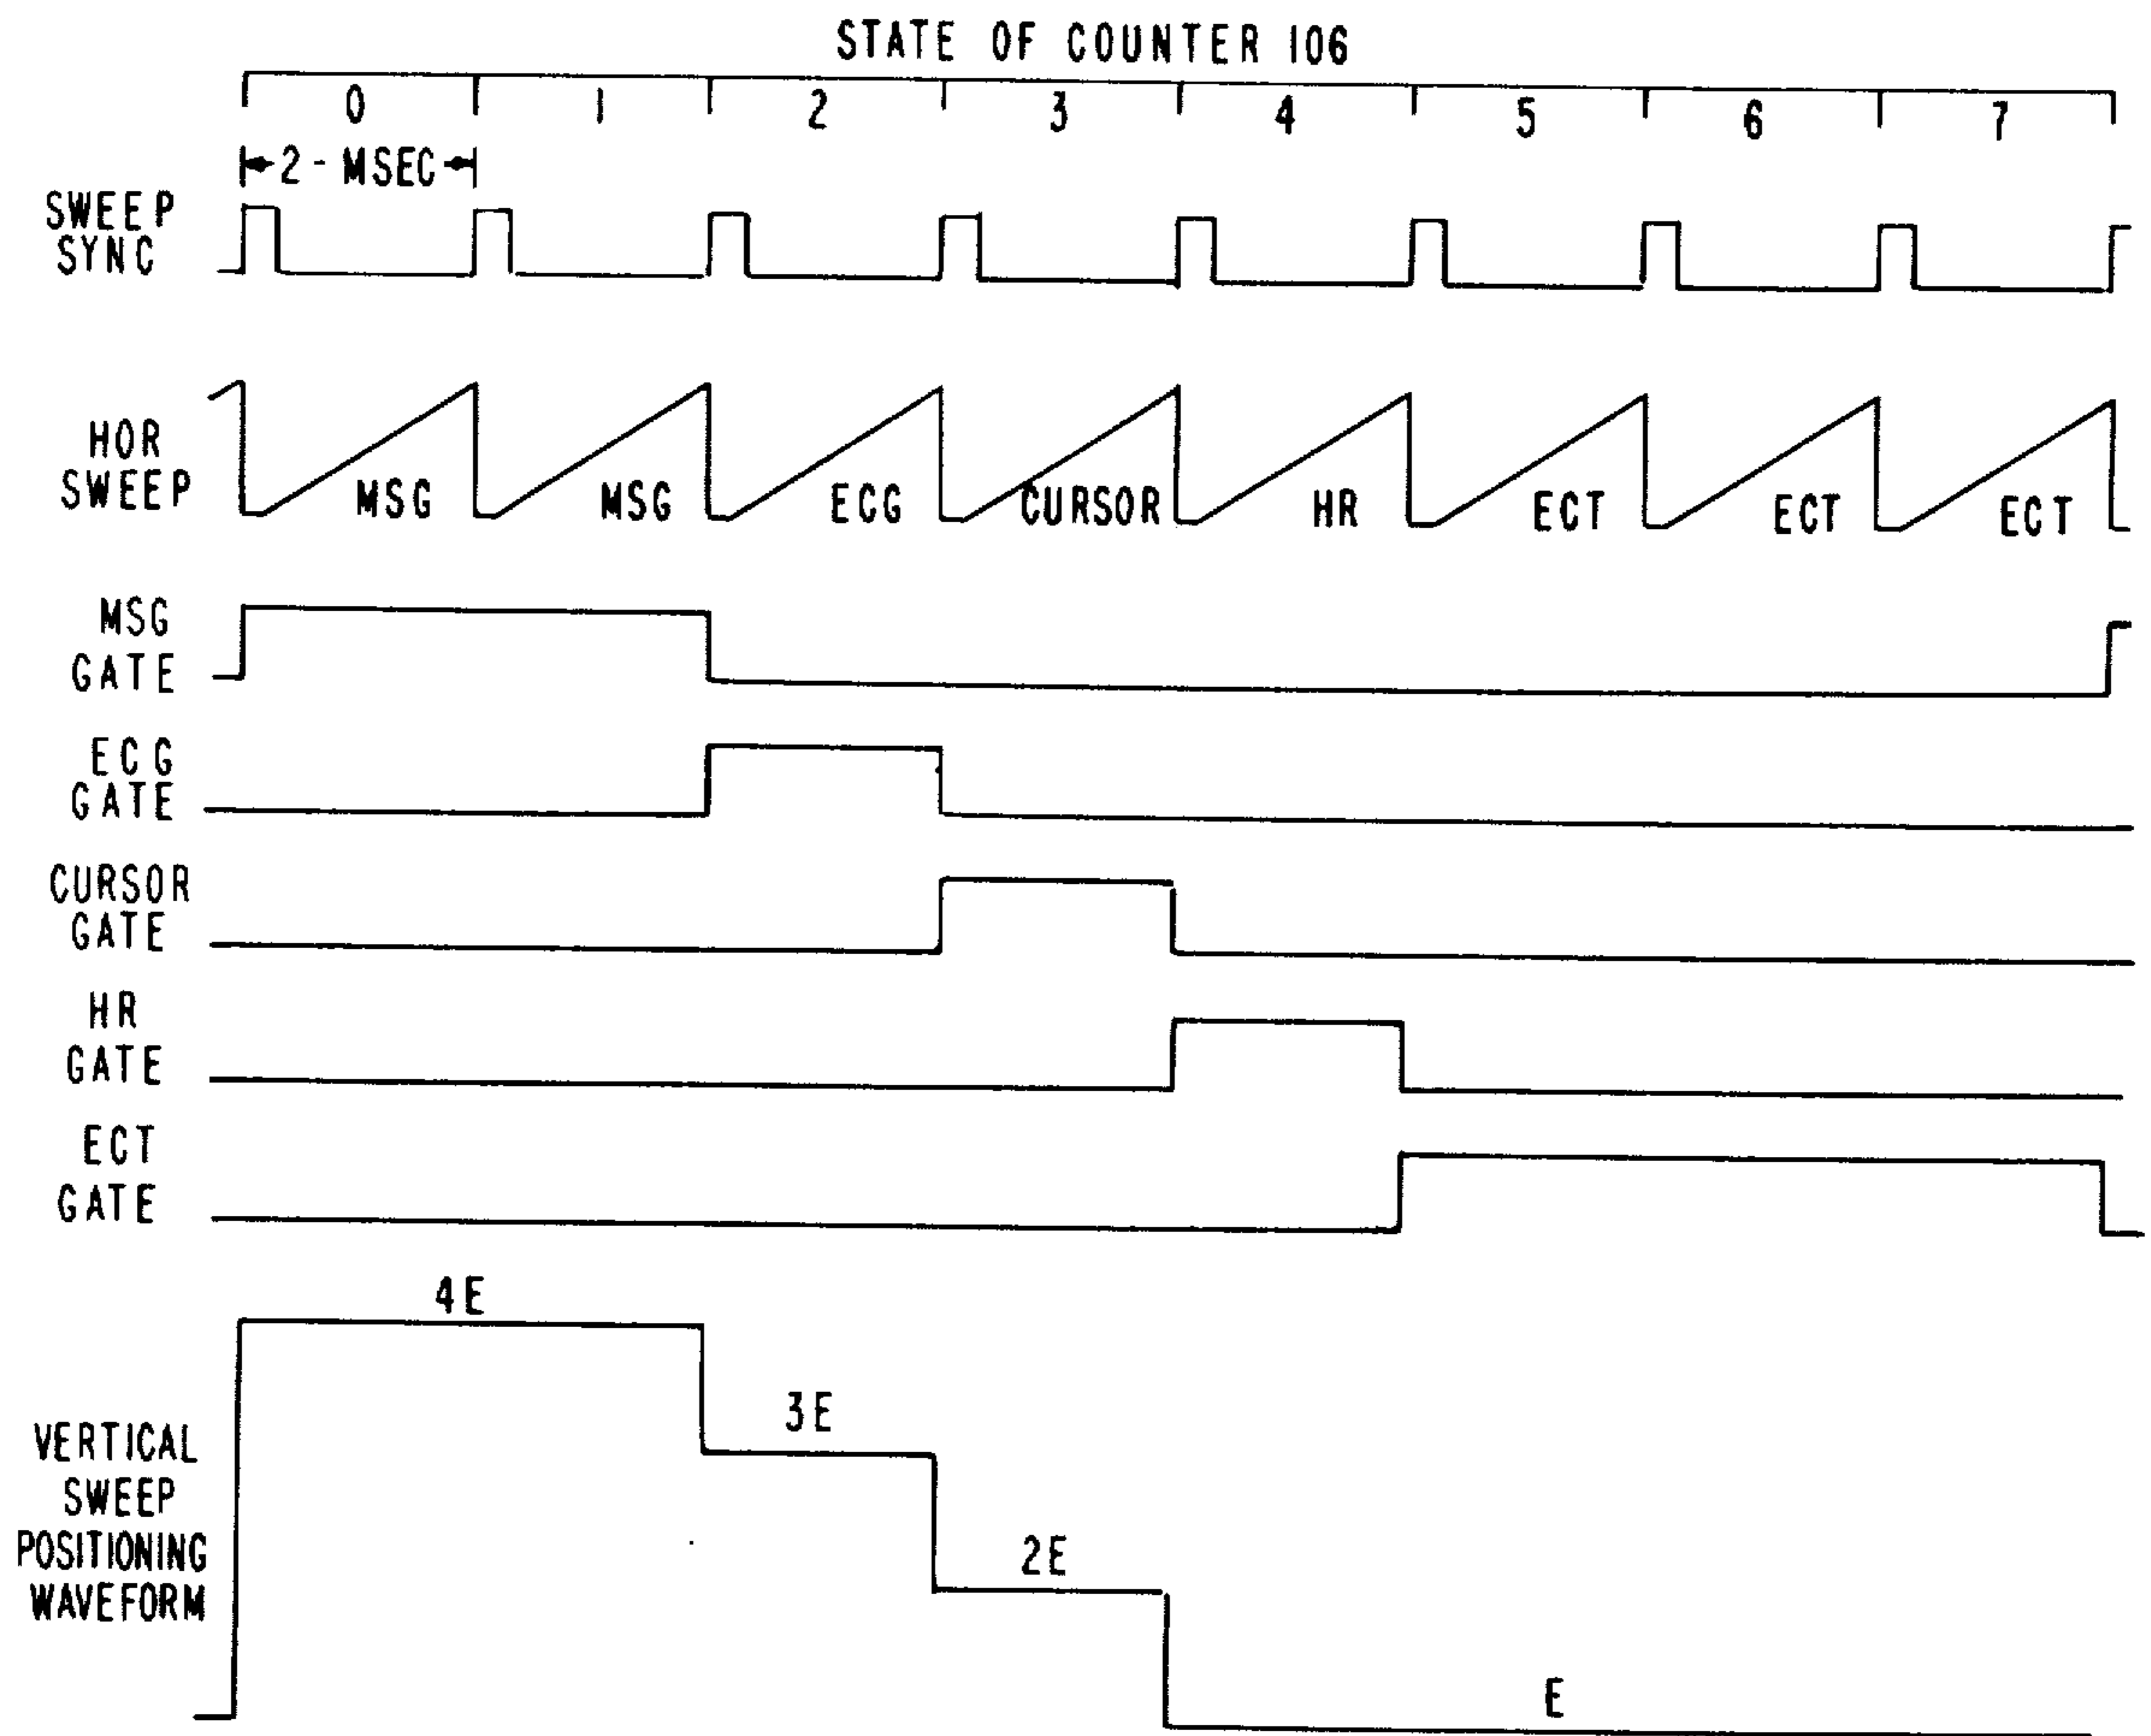 STATE OF COUNTER 106
0 1 2 3 4 5 6 7
2-MSEC
SWEEP
SYNC
HOR
SWEEP
MSG MSG ECG CURSOR HR ECT ECT ECT
MSG
GATE
ECG
GATE
CURSOR
GATE
HR
GATE
ECT
GATE
4E
3E
2E
E
VERTICAL
SWEEP
POSITIONING
WAVEFORM